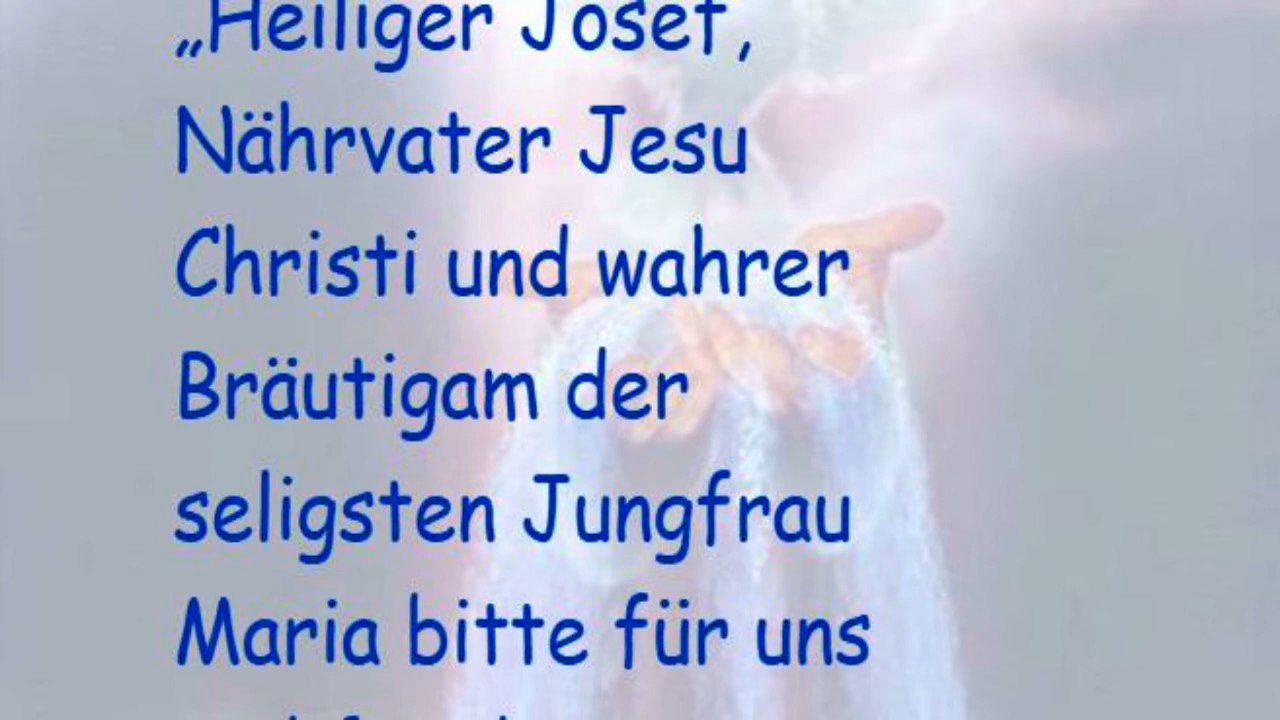 „Heiliger Josef,
Nährvater Jesu
Christi und wahrer
Bräutigam der
seligsten Jungfrau
Maria bitte für uns